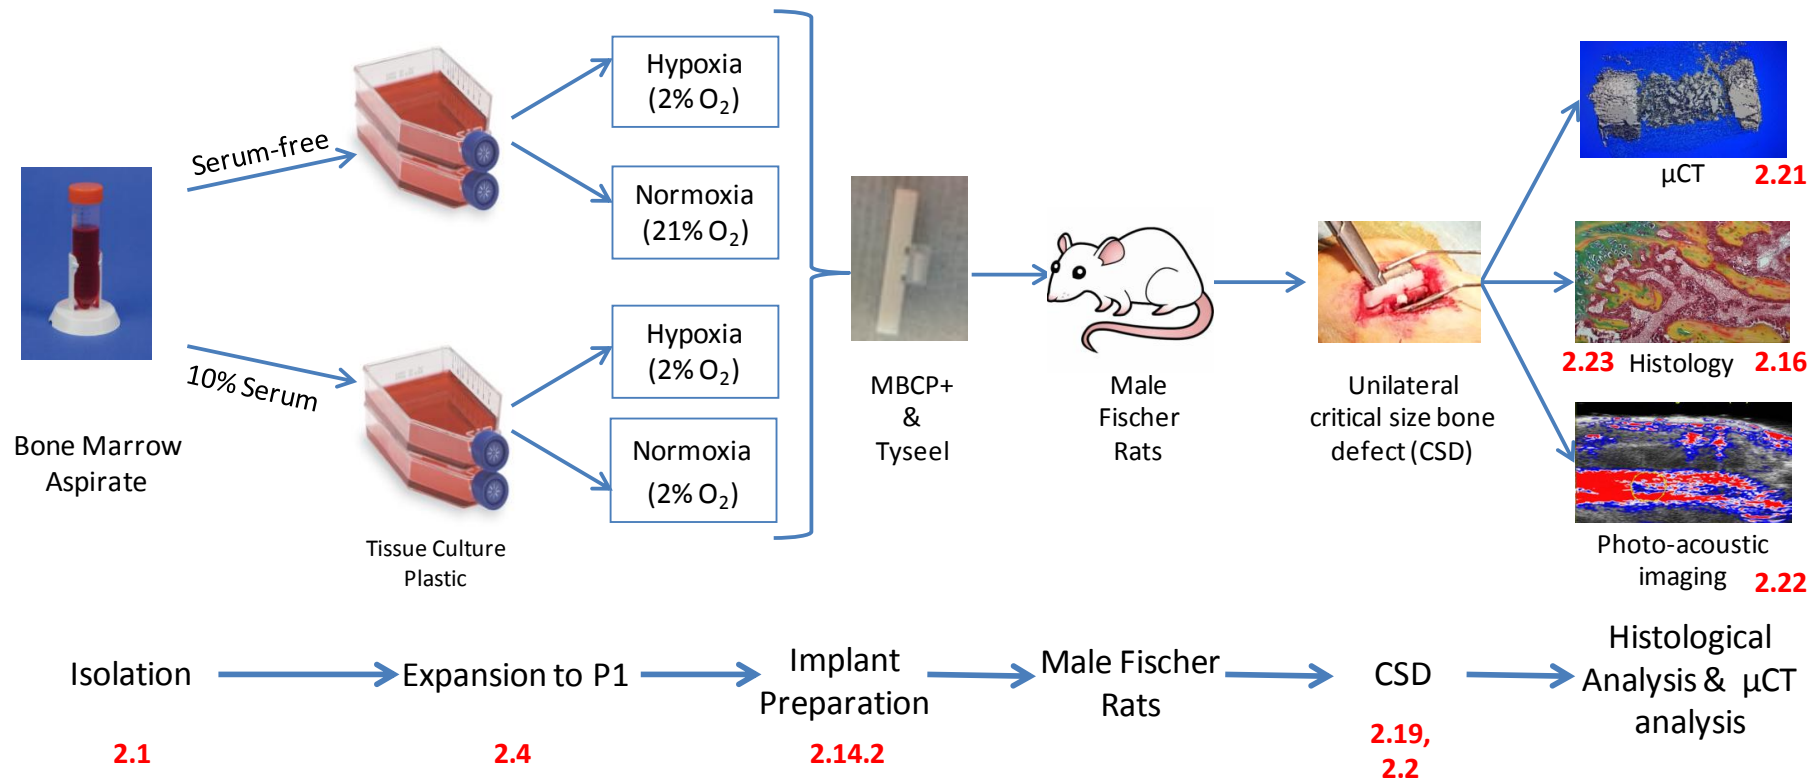 Serum-free
10% Serum
Bone Marrow
Aspirate
Tissue Culture
Plastic
Hypoxia
(2% O₂)
Normoxia
(21% O₂)
Hypoxia
(2% O₂)
Normoxia
(2% O₂)
MBCP+
&
Tyseel
Male
Fischer
Rats
Unilateral
critical size bone
defect (CSD)
µCT 2.21
2.23 Histology 2.16
Photo-acoustic
imaging 2.22
Isolation
2.1
Expansion to P1
2.4
Implant
Preparation
2.14.2
Male Fischer
Rats
CSD
2.19,
2.2
Histological
Analysis & µCT
analysis